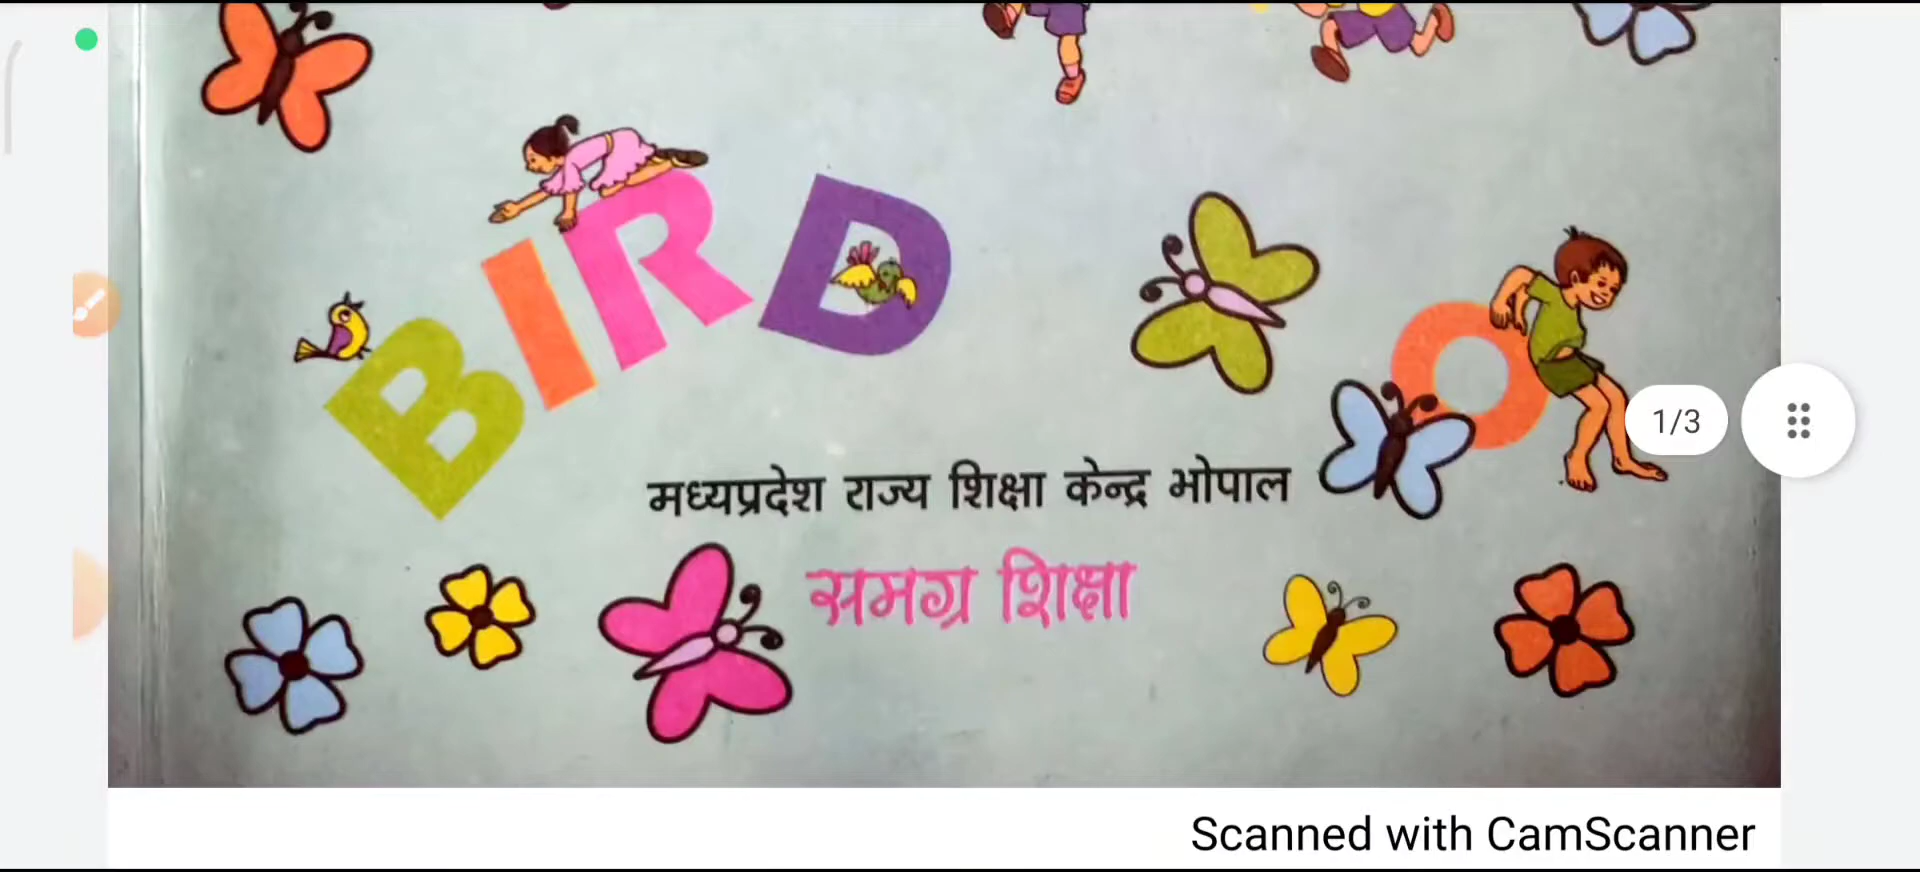 BIRD
O
1/3
मध्यप्रदेश राज्य शिक्षा केन्द्र भोपाल
समग्र शिक्षा
Scanned with CamScanner